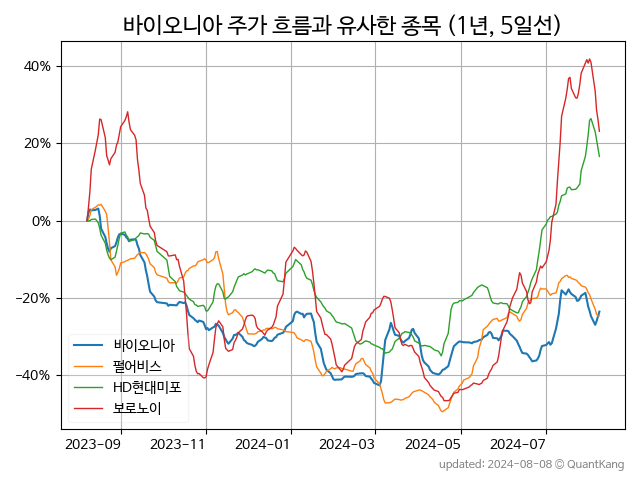 바이오니아 주가 흐름과 유사한 종목 (1년, 5일선)
40%
20%
0%
−20%
−40%
바이오니아
펄어비스
HD현대미포
보로노이
2023-09 2023-11 2024-01 2024-03 2024-05 2024-07
updated: 2024-08-08 © QuantKang